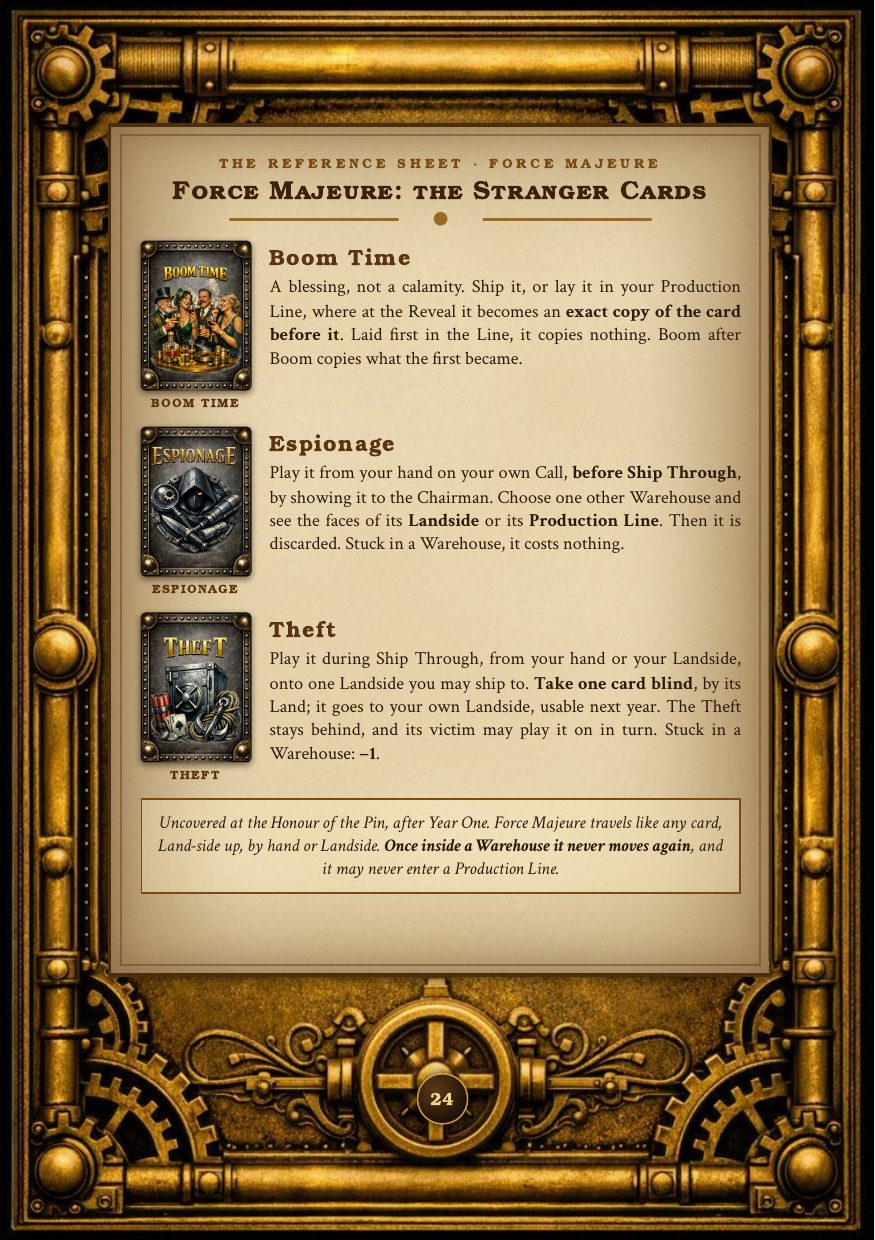 THE REFERENCE SHEET · FORCE MAJEURE
FORCE MAJEURE: THE STRANGER CARDS
BOOM TIME
BOOM TIME
Boom Time
A blessing, not a calamity. Ship it, or lay it in your Production
Line, where at the Reveal it becomes an exact copy of the card
before it. Laid first in the Line, it copies nothing. Boom after
Boom copies what the first became.
ESPIONAGE
ESPIONAGE
Espionage
Play it from your hand on your own Call, before Ship Through,
by showing it to the Chairman. Choose one other Warehouse and
see the faces of its Landside or its Production Line. Then it is
discarded. Stuck in a Warehouse, it costs nothing.
THEFT
THEFT
Theft
Play it during Ship Through, from your hand or your Landside,
onto one Landside you may ship to. Take one card blind, by its
Land; it goes to your own Landside, usable next year. The Theft
stays behind, and its victim may play it on in turn. Stuck in a
Warehouse: –1.
Uncovered at the Honour of the Pin, after Year One. Force Majeure travels like any card,
Land-side up, by hand or Landside. Once inside a Warehouse it never moves again, and
it may never enter a Production Line.
24